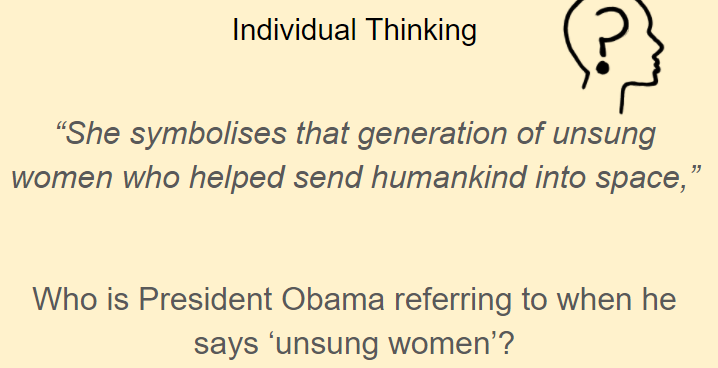 Individual Thinking
“She symbolises that generation of unsung
women who helped send humankind into space,”
Who is President Obama referring to when he
says ‘unsung women’?